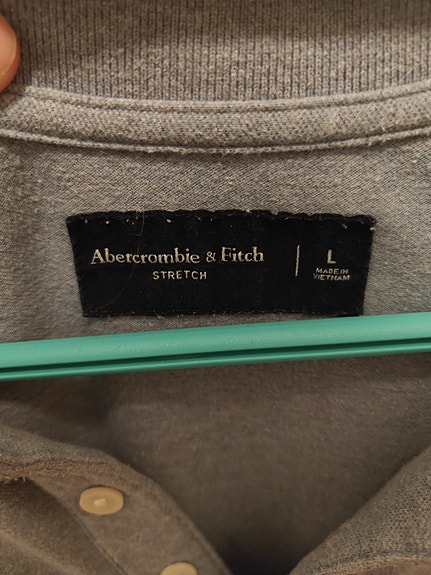 Abercrombie & Fitch
STRETCH
L
MADE IN
VIETNAM